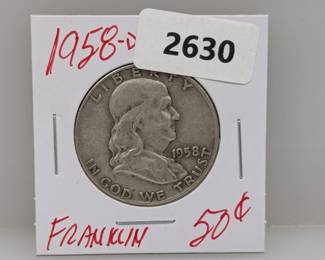 1958-D
2630
LIBERTY
1958
IN GOD WE TRUST
FRANKLIN 50¢